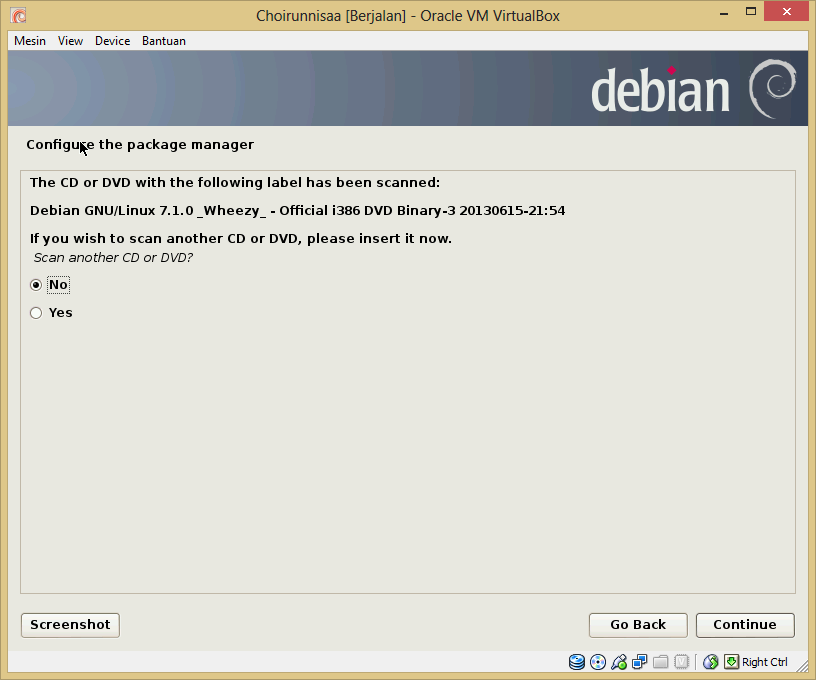 Choirunnisaa [Berjalan] - Oracle VM VirtualBox
Mesin View Device Bantuan
debian
Configure the package manager
The CD or DVD with the following label has been scanned:
Debian GNU/Linux 7.1.0 _Wheezy_ - Official i386 DVD Binary-3 20130615-21:54
If you wish to scan another CD or DVD, please insert it now.
Scan another CD or DVD?
No
Yes
Screenshot Go Back Continue
Right Ctrl